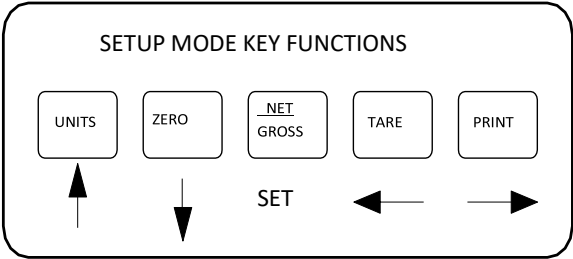 SETUP MODE KEY FUNCTIONS
UNITS ZERO NET TARE PRINT
GROSS
SET